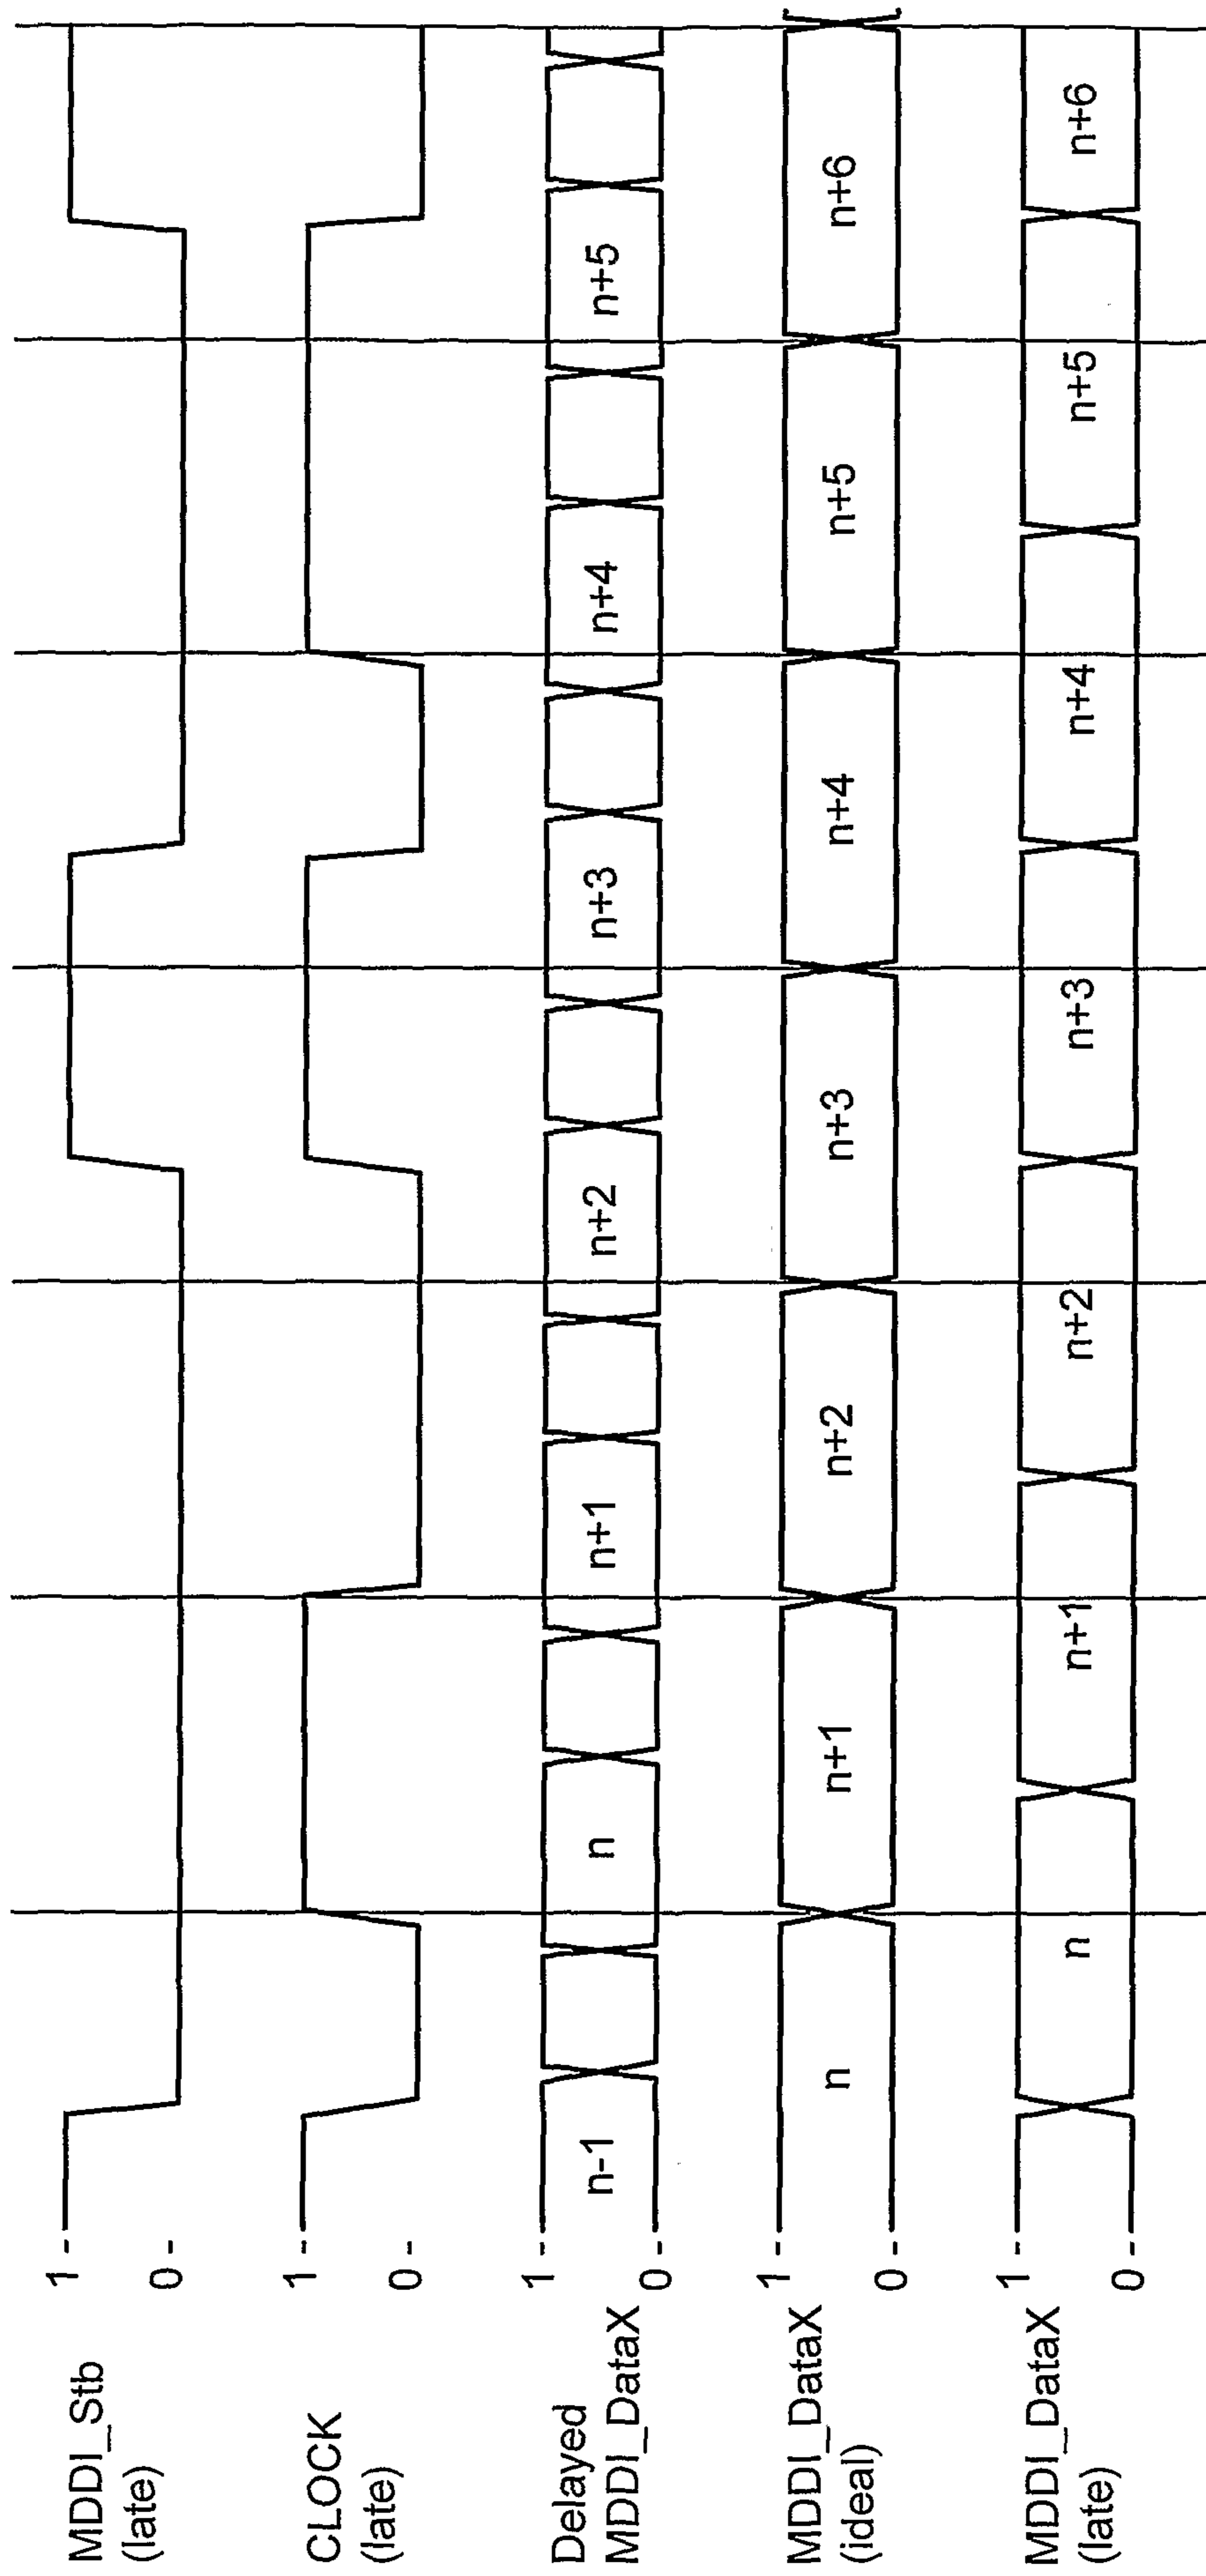 MDDI_Stb
(late)
1
0
CLOCK
(late)
1
0
Delayed
MDDI_DataX
1
0
n-1
n
n+1
n+2
n+3
n+4
n+5
MDDI_DataX
(ideal)
1
0
n
n+1
n+2
n+3
n+4
n+5
n+6
MDDI_DataX
(late)
1
0
n
n+1
n+2
n+3
n+4
n+5
n+6